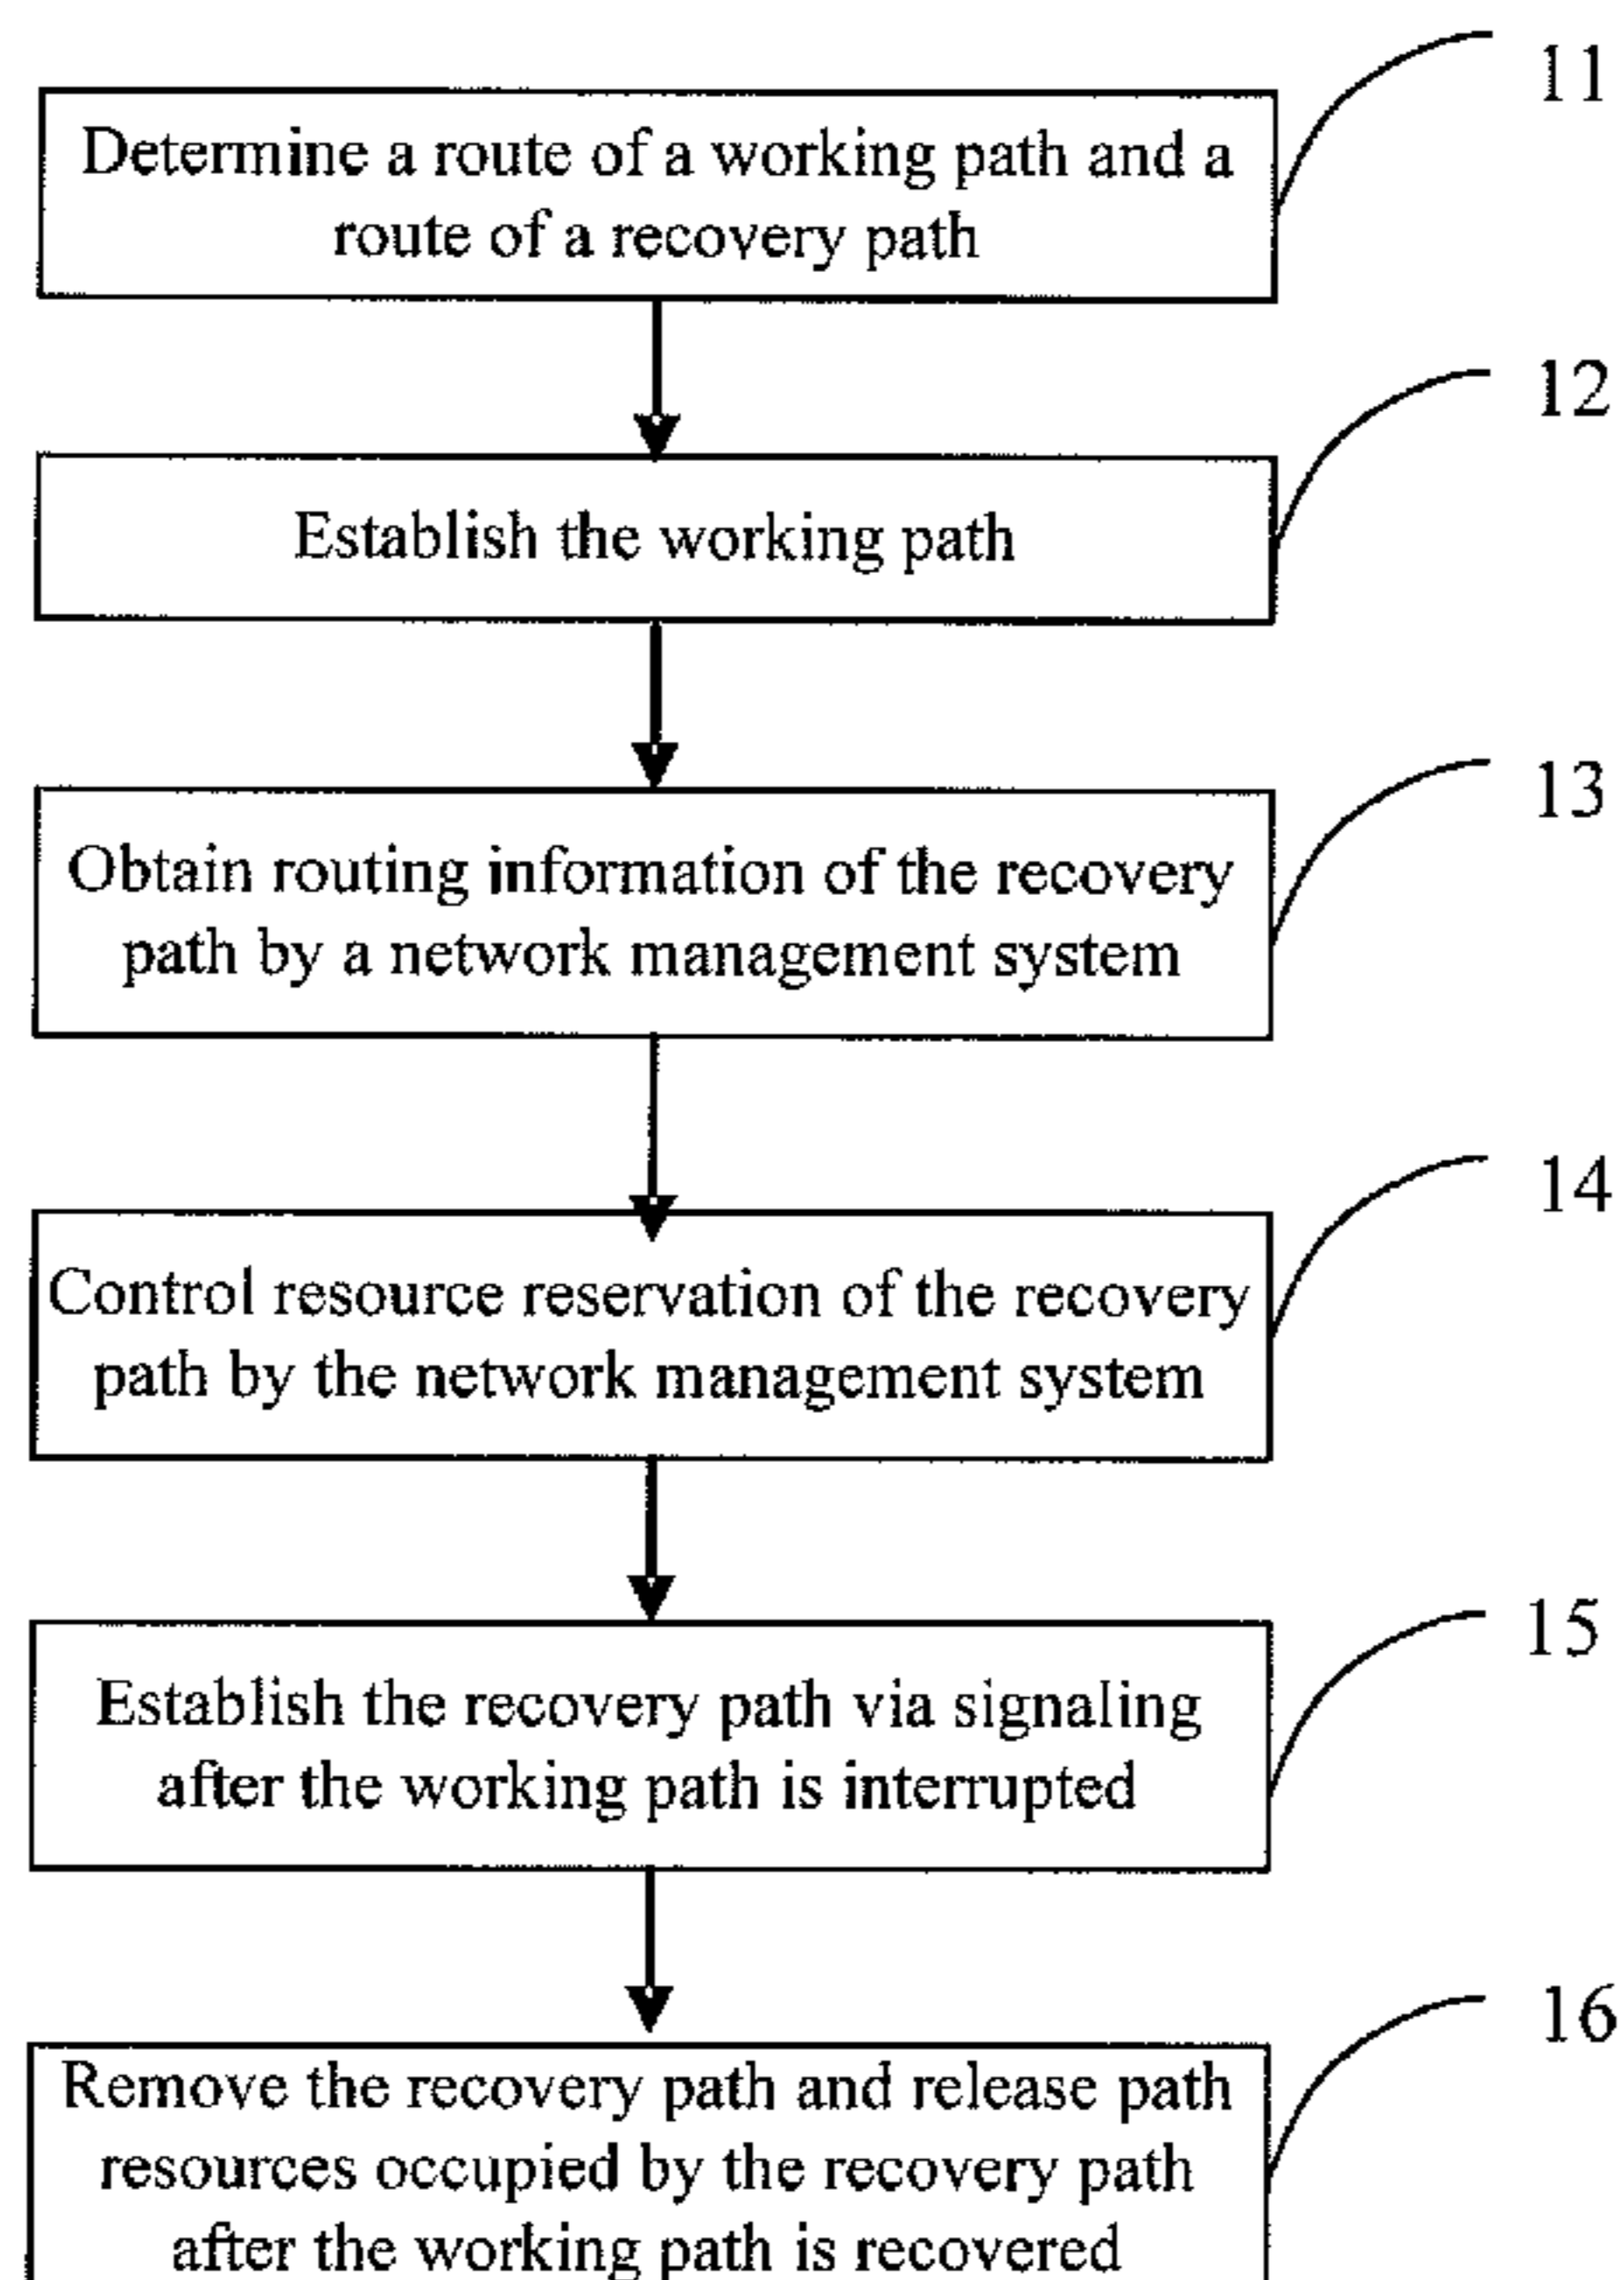 11
Determine a route of a working path and a
route of a recovery path
12
Establish the working path
13
Obtain routing information of the recovery
path by a network management system
14
Control resource reservation of the recovery
path by the network management system
15
Establish the recovery path via signaling
after the working path is interrupted
16
Remove the recovery path and release path
resources occupied by the recovery path
after the working path is recovered